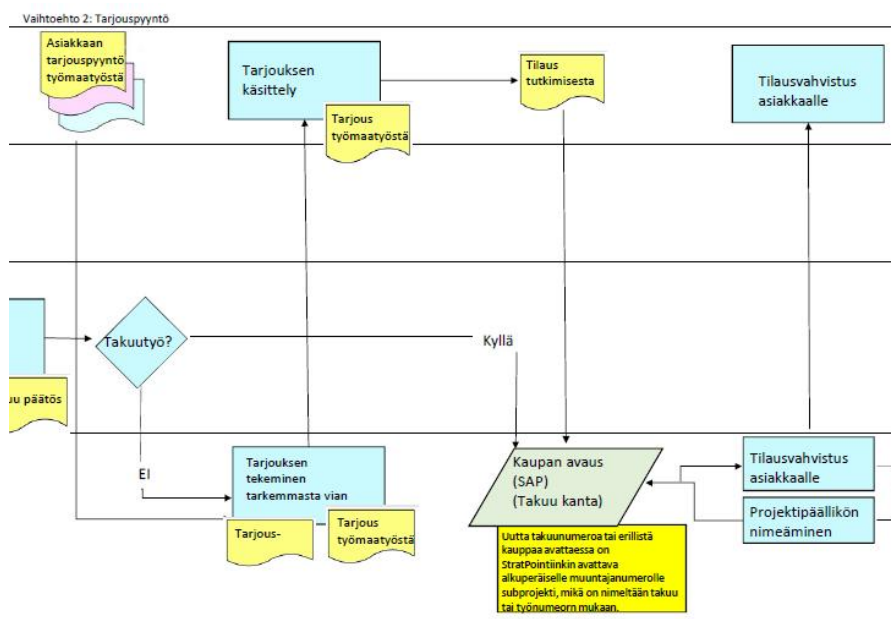 Vaihtoehto 2: Tarjouspyyntö
Asiakkaan
tarjouspyyntö
työmaatyöstä
Tarjouksen
käsittely
Tarjous
työmaatyöstä
Tilaus
tutkimisesta
Tilausvahvistus
asiakkaalle
Takuutyö?
Kyllä
uu päätös
EI
Tarjouksen
tekeminen
tarkemmasta vian
Tarjous-
Tarjous
työmaatyöstä
Kaupan avaus
(SAP)
(Takuu kanta)
Uutta takuunumeroa tai erillistä
kauppaa avattaessa on
StratPointiinkin avattava
alkuperäiselle muuntajanumerolle
subprojekti, mikä on nimeltään takuu
tai työnumeorn mukaan.
Tilausvahvistus
asiakkaalle
Projektipäällikön
nimeäminen